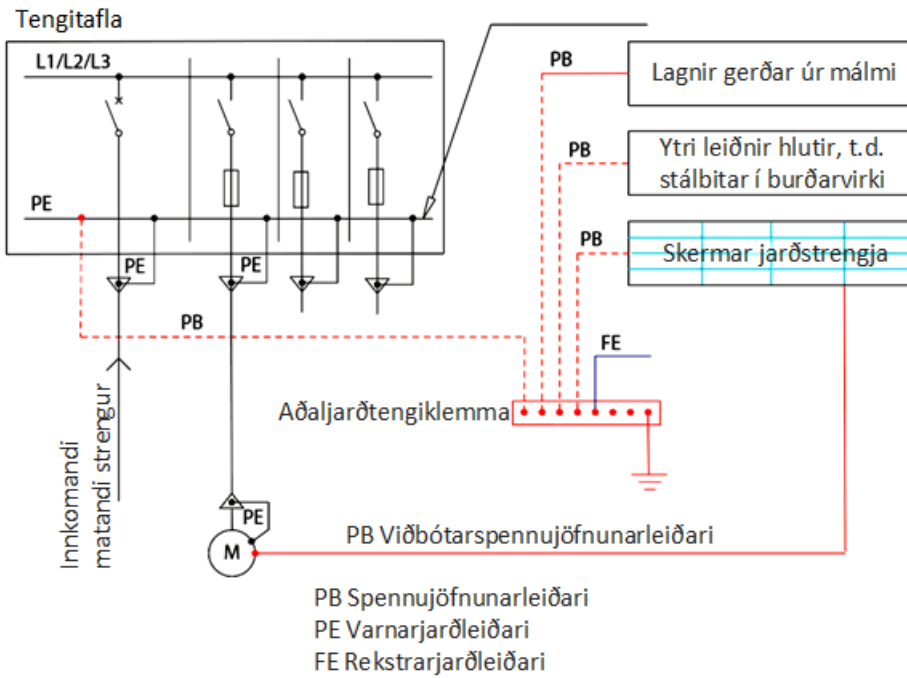 Tengitafla
L1/L2/L3
PB
Lagnir gerðar úr málmi
PB
Ytri leiðnir hlutir, t.d.
stálbitar í burðarvirki
PE
PB
Skermar jarðstrengja
PE
PE
PB
FE
Aðaljarðtengiklemma
Innkomandi
matandi strengur
PE
M
PB Viðbótarspennujöfnunarleiðari
PB Spennujöfnunarleiðari
PE Varnarjarðleiðari
FE Rekstrarjarðleiðari